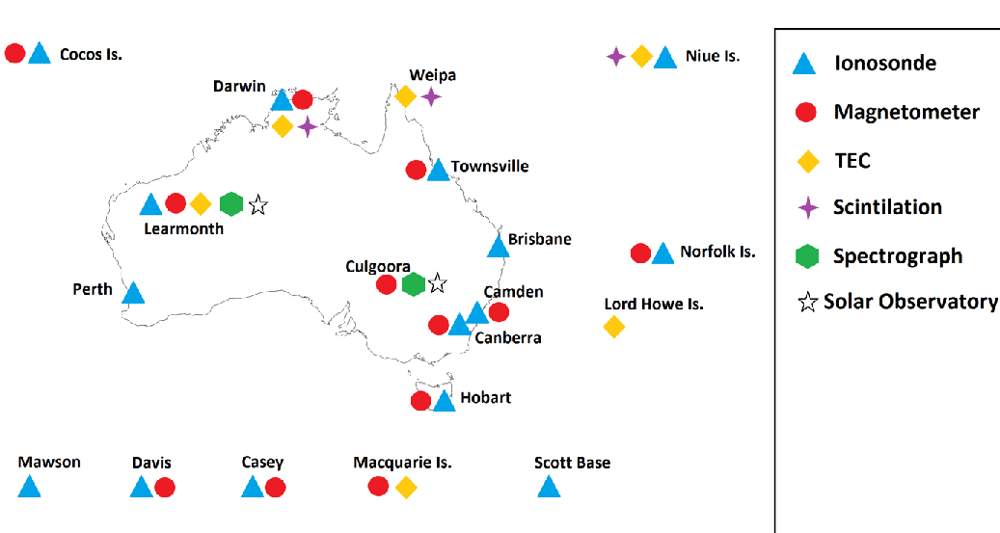 Cocos Is.
Niue Is.
Weipa
Darwin
Townsville
Learmonth
Brisbane
Norfolk Is.
Culgoora
Perth
Camden
Lord Howe Is.
Canberra
Hobart
Mawson
Davis
Casey
Macquarie Is.
Scott Base
Ionosonde
Magnetometer
TEC
Scintilation
Spectrograph
Solar Observatory